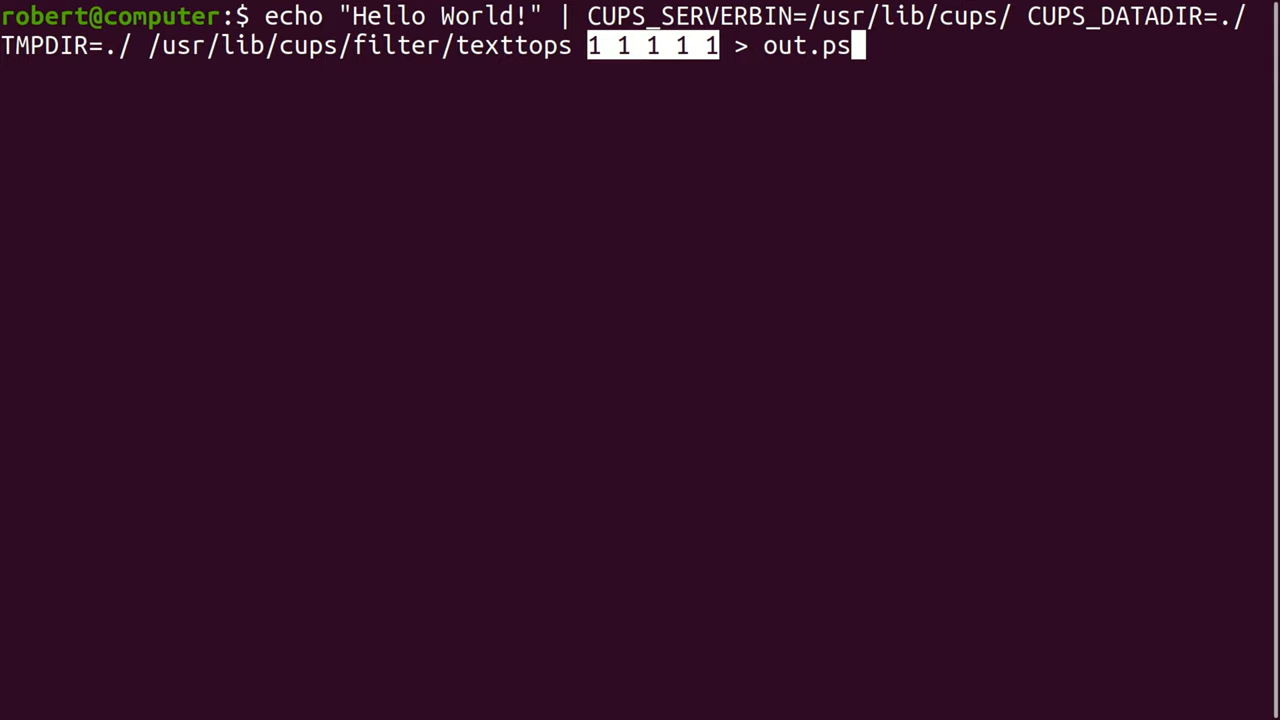 robert@computer:$ echo "Hello World!" | CUPS_SERVERBIN=/usr/lib/cups/ CUPS_DATADIR=./
TMPDIR=./ /usr/lib/cups/filter/texttops 1 1 1 1 1 > out.ps